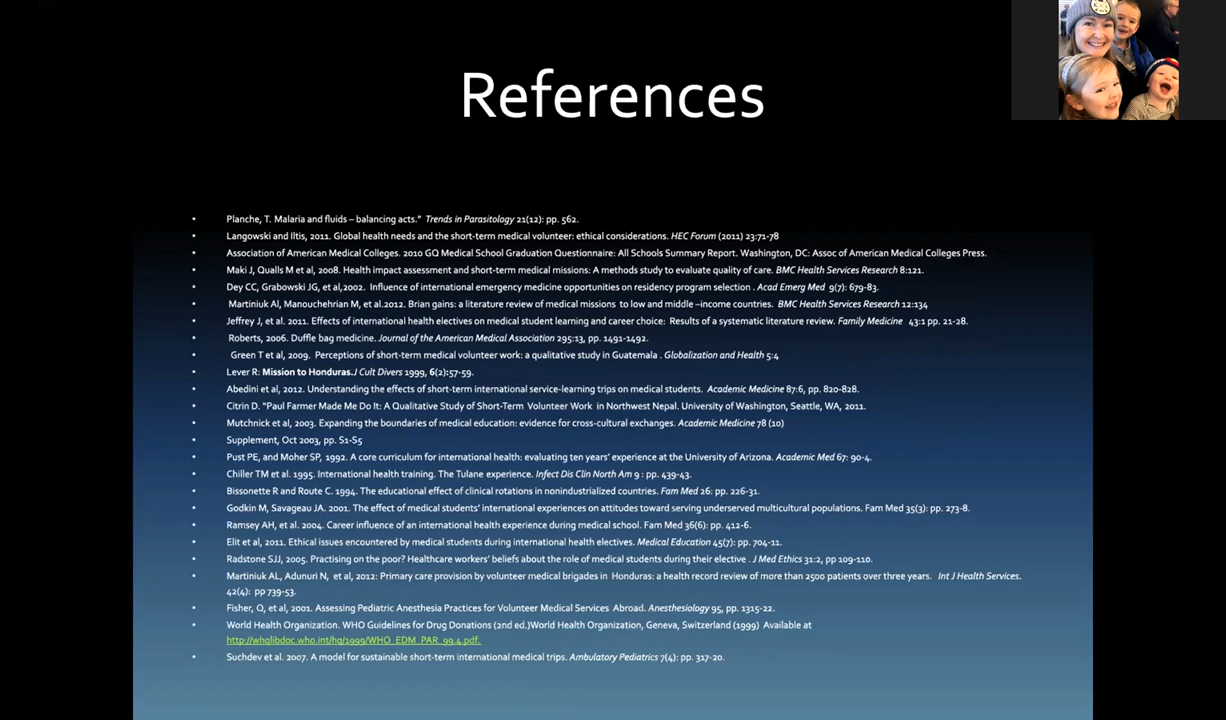 References
• Planche, T. Malaria and fluids – balancing acts.” Trends in Parasitology 21(12): pp. 562.
• Langowski and Iltis, 2011. Global health needs and the short-term medical volunteer: ethical considerations. HEC Forum (2011) 23:71-78
• Association of American Medical Colleges. 2010 GQ Medical School Graduation Questionnaire: All Schools Summary Report. Washington, DC: Assoc of American Medical Colleges Press.
• Maki J, Qualls M et al, 2008. Health impact assessment and short-term medical missions: A methods study to evaluate quality of care. BMC Health Services Research 8:121.
• Dey CC, Grabowski JG, et al,2002. Influence of international emergency medicine opportunities on residency program selection . Acad Emerg Med 9(7): 679-83.
• Martiniuk Al, Manouchehrian M, et al.2012. Brian gains: a literature review of medical missions to low and middle –income countries. BMC Health Services Research 12:134
• Jeffrey J, et al. 2011. Effects of international health electives on medical student learning and career choice: Results of a systematic literature review. Family Medicine 43:1 pp. 21-28.
• Roberts, 2006. Duffle bag medicine. Journal of the American Medical Association 295:13, pp. 1491-1492.
• Green T et al, 2009. Perceptions of short-term medical volunteer work: a qualitative study in Guatemala . Globalization and Health 5:4
• Lever R: Mission to Honduras.J Cult Divers 1999, 6(2):57-59.
• Abedini et al, 2012. Understanding the effects of short-term international service-learning trips on medical students. Academic Medicine 87:6, pp. 820-828.
• Citrin D. “Paul Farmer Made Me Do It: A Qualitative Study of Short-Term Volunteer Work in Northwest Nepal. University of Washington, Seattle, WA, 2011.
• Mutchnick et al, 2003. Expanding the boundaries of medical education: evidence for cross-cultural exchanges. Academic Medicine 78 (10)
• Supplement, Oct 2003, pp. S1-S5
• Pust PE, and Moher SP, 1992. A core curriculum for international health: evaluating ten years’ experience at the University of Arizona. Academic Med 67: 90-4.
• Chiller TM et al. 1995. International health training. The Tulane experience. Infect Dis Clin North Am 9 : pp. 439-43.
• Bissonette R and Route C. 1994. The educational effect of clinical rotations in nonindustrialized countries. Fam Med 26: pp. 226-31.
• Godkin M, Savageau JA. 2001. The effect of medical students’ international experiences on attitudes toward serving underserved multicultural populations. Fam Med 35(3): pp. 273-8.
• Ramsey AH, et al. 2004. Career influence of an international health experience during medical school. Fam Med 36(6): pp. 412-6.
• Elit et al, 2011. Ethical issues encountered by medical students during international health electives. Medical Education 45(7): pp. 704-11.
• Radstone SJJ, 2005. Practising on the poor? Healthcare workers’ beliefs about the role of medical students during their elective . J Med Ethics 31:2, pp 109-110.
• Martiniuk AL, Adunuri N, et al, 2012: Primary care provision by volunteer medical brigades in Honduras: a health record review of more than 2500 patients over three years. Int J Health Services.
42(4): pp 739-53.
• Fisher, Q, et al, 2001. Assessing Pediatric Anesthesia Practices for Volunteer Medical Services Abroad. Anesthesiology 95, pp. 1315-22.
• World Health Organization. WHO Guidelines for Drug Donations (2nd ed.)World Health Organization, Geneva, Switzerland (1999) Available at
http://whqlibdoc.who.int/hq/1999/WHO_EDM_PAR_99.4.pdf.
• Suchdev et al. 2007. A model for sustainable short-term international medical trips. Ambulatory Pediatrics 7(4): pp. 317-20.